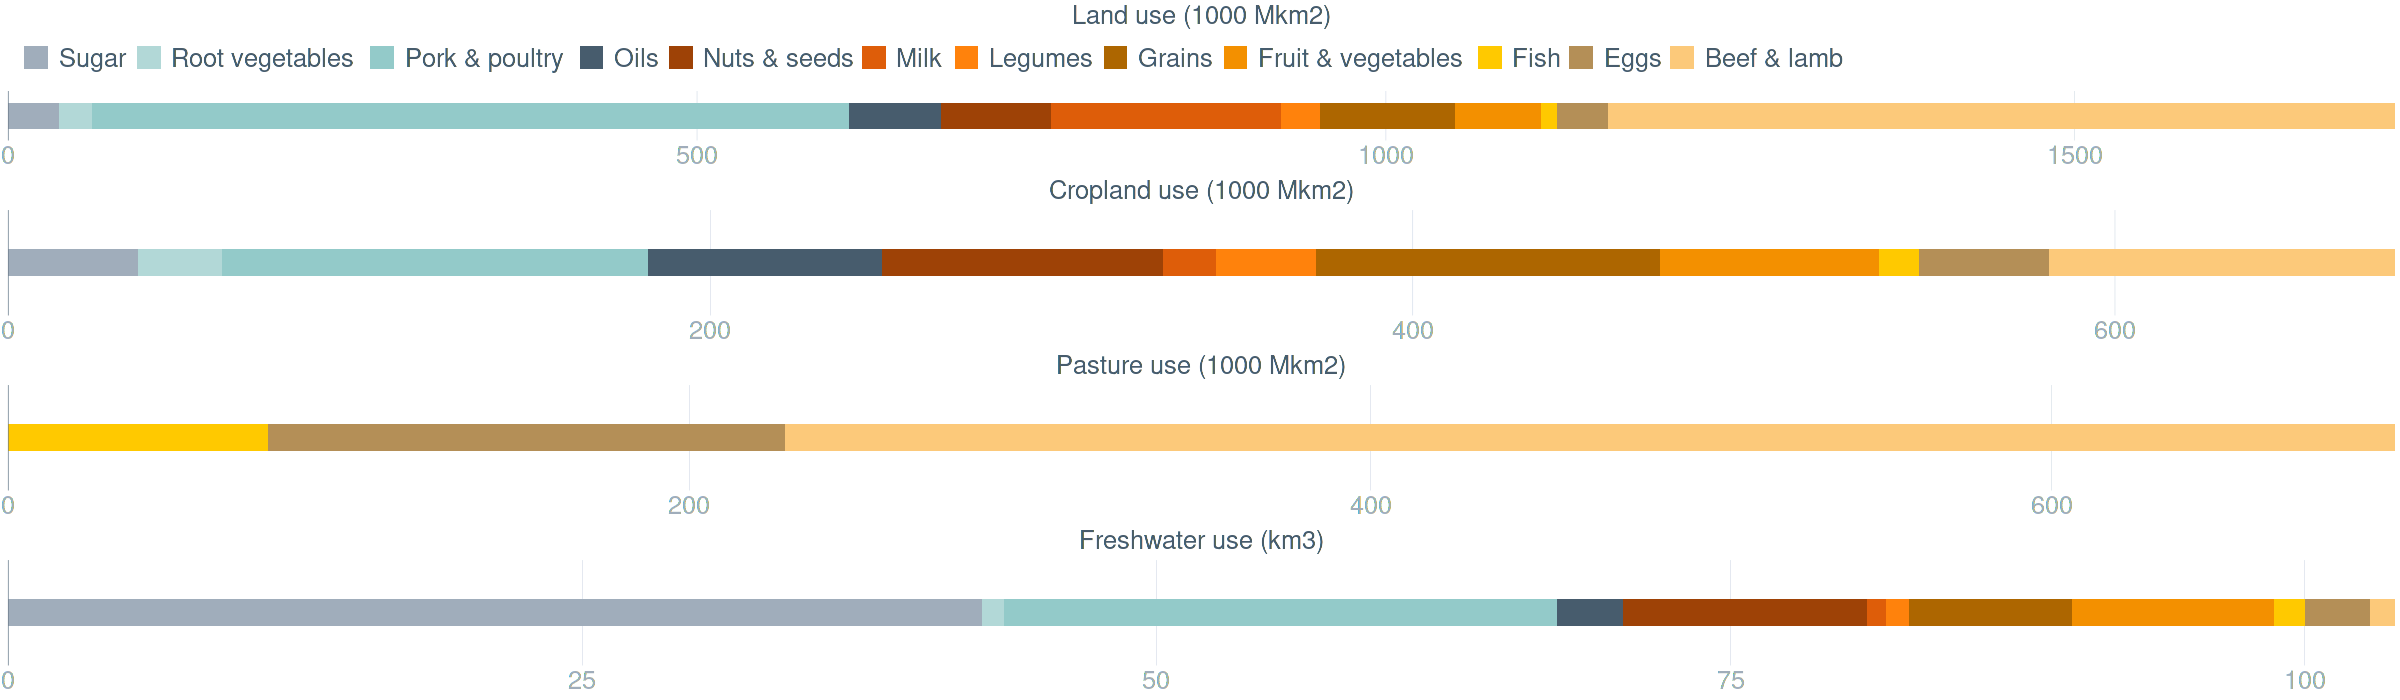 Land use (1000 Mkm2)
Sugar Root vegetables Pork & poultry Oils Nuts & seeds Milk Legumes Grains Fruit & vegetables Fish Eggs Beef & lamb
0 500 1000 1500
Cropland use (1000 Mkm2)
0 200 400 600
Pasture use (1000 Mkm2)
0 200 400 600
Freshwater use (km3)
0 25 50 75 100